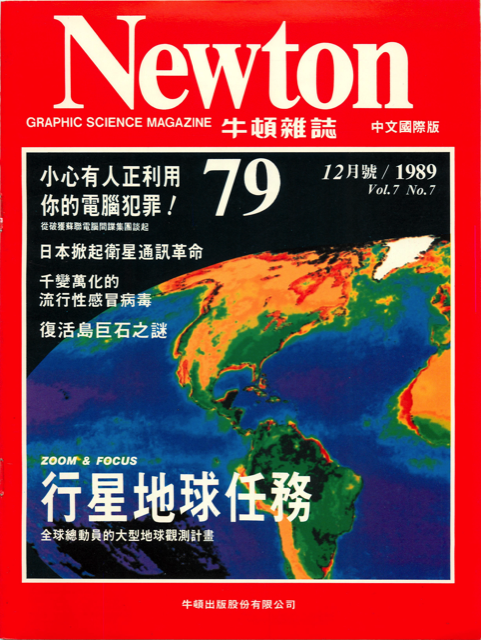 Newton
GRAPHIC SCIENCE MAGAZINE 牛頓雜誌 中文國際版
小心有人正利用
你的電腦犯罪！
從破獲蘇聯電腦間諜集團談起
79
12月號 / 1989
Vol.7 No.7
日本掀起衛星通訊革命
千變萬化的
流行性感冒病毒
復活島巨石之謎
ZOOM & FOCUS
行星地球任務
全球總動員的大型地球觀測計畫
牛頓出版股份有限公司